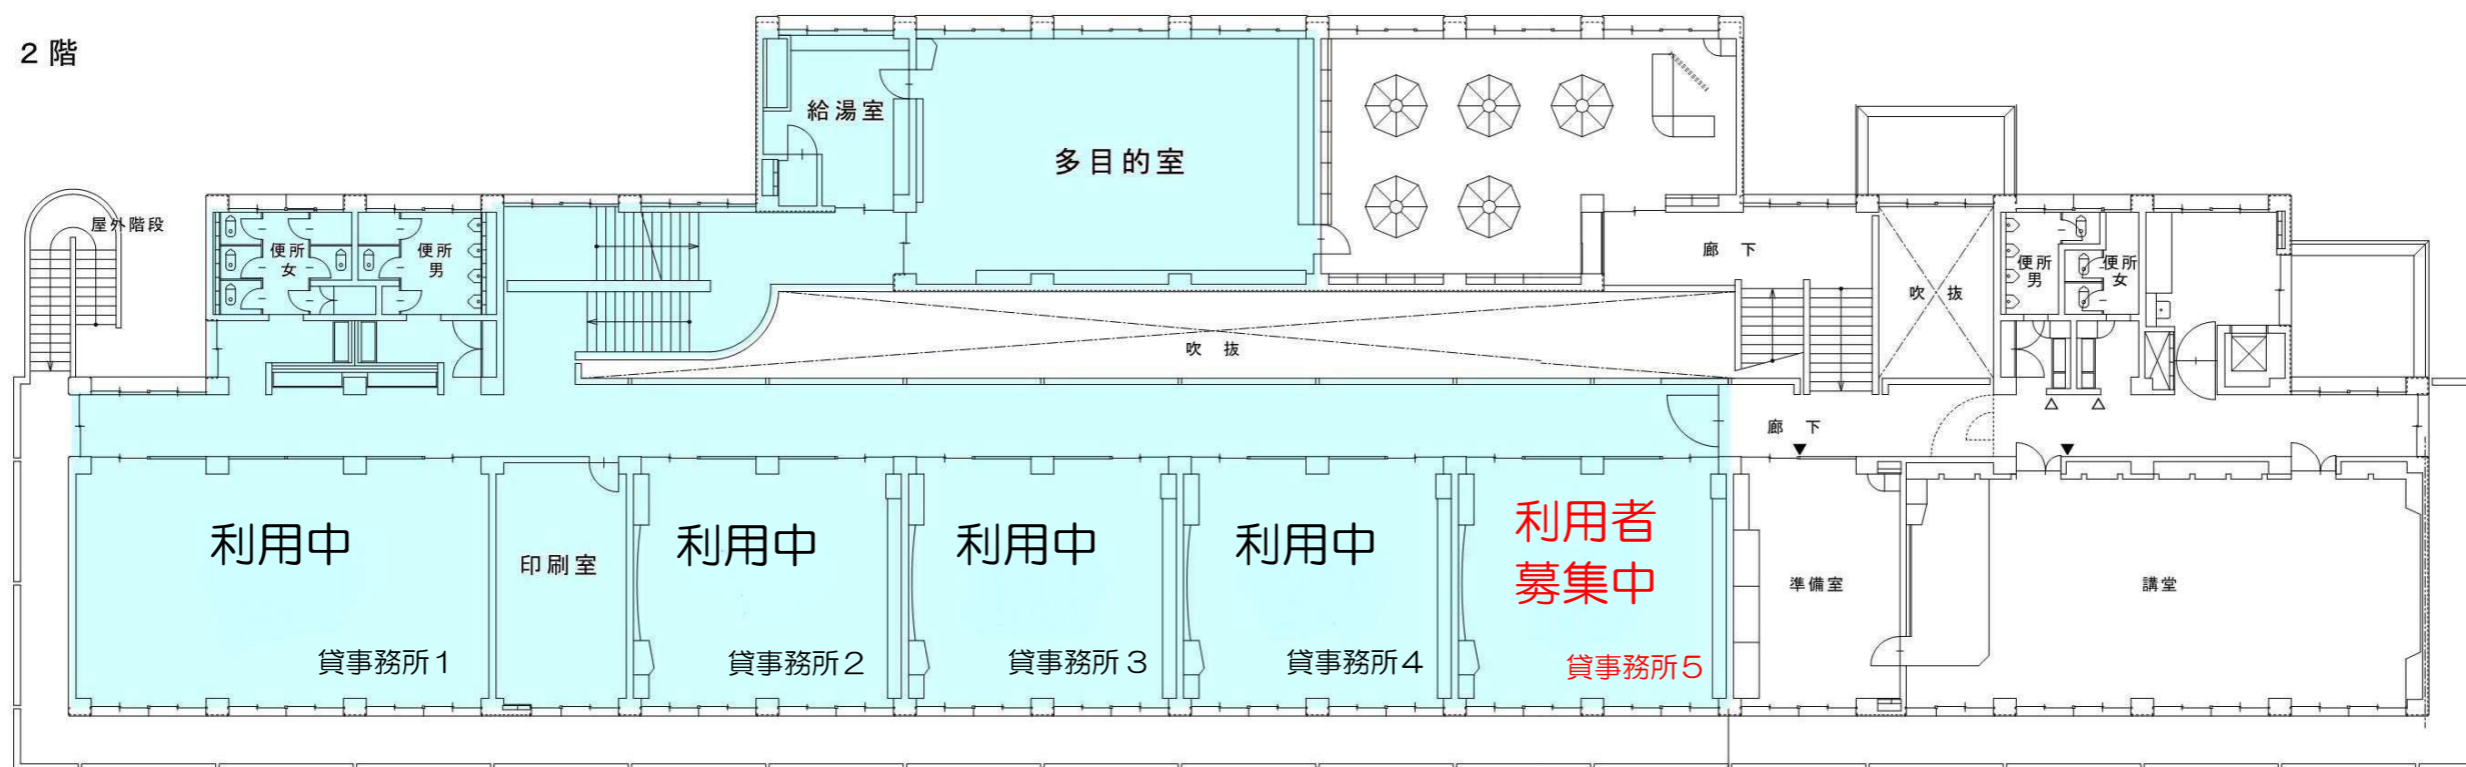 2階
給湯室
多目的室
屋外階段
便所
女
便所
男
廊 下
吹 抜
便所
男
便所
女
吹 抜
廊 下
利用中
印刷室
利用中
利用中
利用中
利用者
募集中
準備室
講堂
貸事務所1
貸事務所2
貸事務所3
貸事務所4
貸事務所5